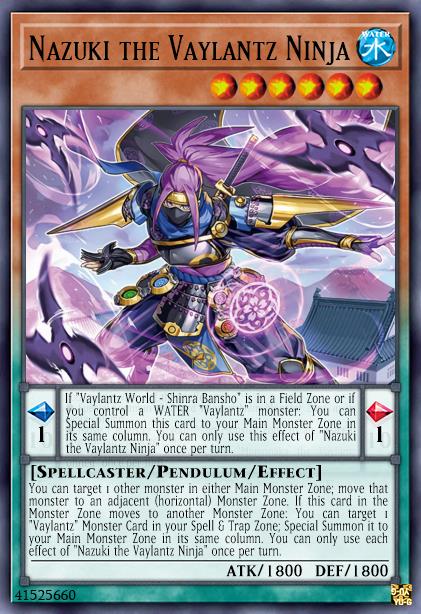 Nazuki the Vaylantz Ninja
WATER
水
If "Vaylantz World - Shinra Bansho" is in a Field Zone or if
you control a WATER "Vaylantz" monster: You can
Special Summon this card to your Main Monster Zone in
its same column. You can only use this effect of "Nazuki
the Vaylantz Ninja" once per turn.
1
1
[Spellcaster/Pendulum/Effect]
You can target 1 other monster in either Main Monster Zone; move that
monster to an adjacent (horizontal) Monster Zone. If this card in the
Monster Zone moves to another Monster Zone: You can target 1
"Vaylantz" Monster Card in your Spell & Trap Zone; Special Summon it to
your Main Monster Zone in its same column. You can only use each
effect of "Nazuki the Vaylantz Ninja" once per turn.
ATK/1800 DEF/1800
41525660